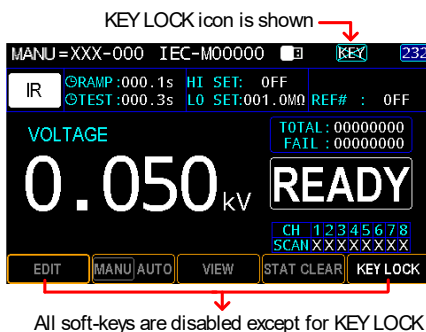 KEY LOCK icon is shown
MANU=XXX-000 IEC-M00000 KEY 232
IR RAMP:000.1s HI SET: OFF
TEST:000.3s LO SET:001.0MΩ REF# : OFF
VOLTAGE TOTAL:00000000
FAIL:00000000
0.050kV READY
CH 12345678
SCAN XXXXXXXX
EDIT MANU AUTO VIEW STAT CLEAR KEY LOCK
All soft-keys are disabled except for KEY LOCK